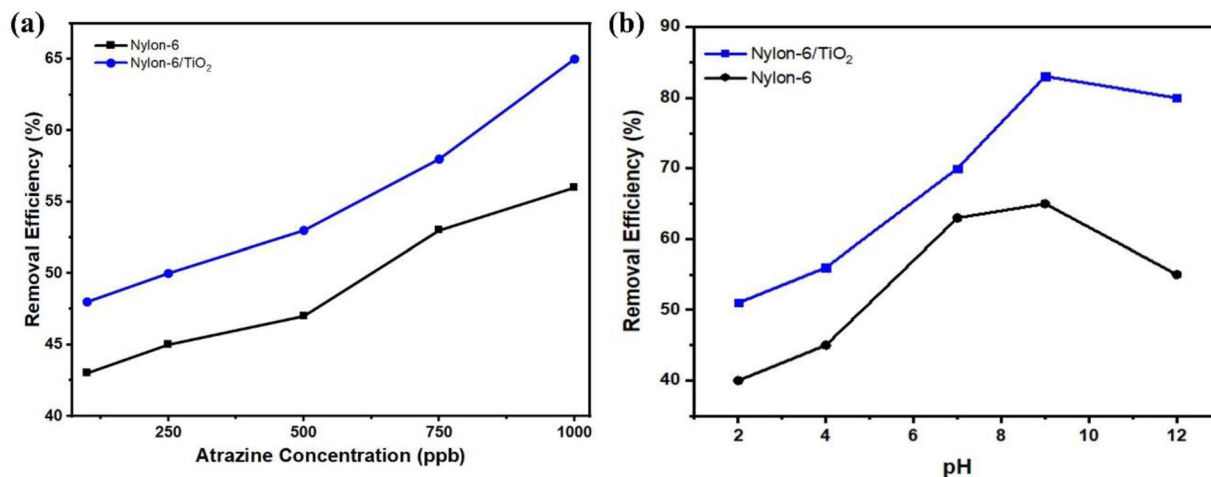 (a)
Nylon-6
Nylon-6/TiO₂
65
60
55
50
45
40
250
500
750
1000
Removal Efficiency (%)
Atrazine Concentration (ppb)
(b)
Nylon-6/TiO₂
Nylon-6
90
80
70
60
50
40
2
4
6
8
10
12
Removal Efficiency (%)
pH